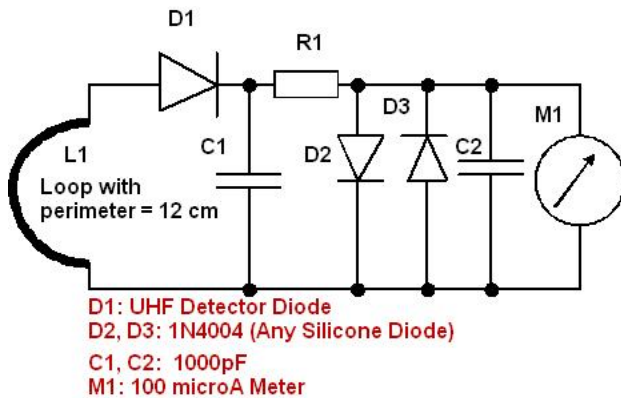 D1
R1
D3
M1
C1
C2
L1
D2
Loop with
perimeter = 12 cm
D1: UHF Detector Diode
D2, D3: 1N4004 (Any Silicone Diode)
C1, C2: 1000pF
M1: 100 microA Meter